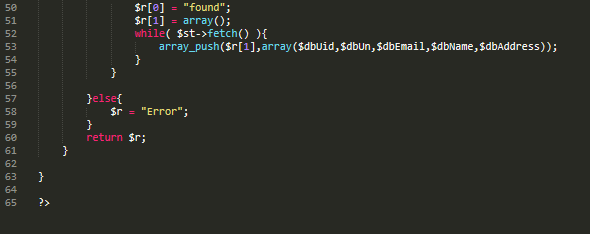 50 $r[0] = "found";
51 $r[1] = array();
52 while( $st->fetch() ){
53 array_push($r[1],array($dbUid,$dbUn,$dbEmail,$dbName,$dbAddress));
54 }
55 }
56
57 }else{
58 $r = "Error";
59 }
60 return $r;
61 }
62
63 }
64
65 ?>